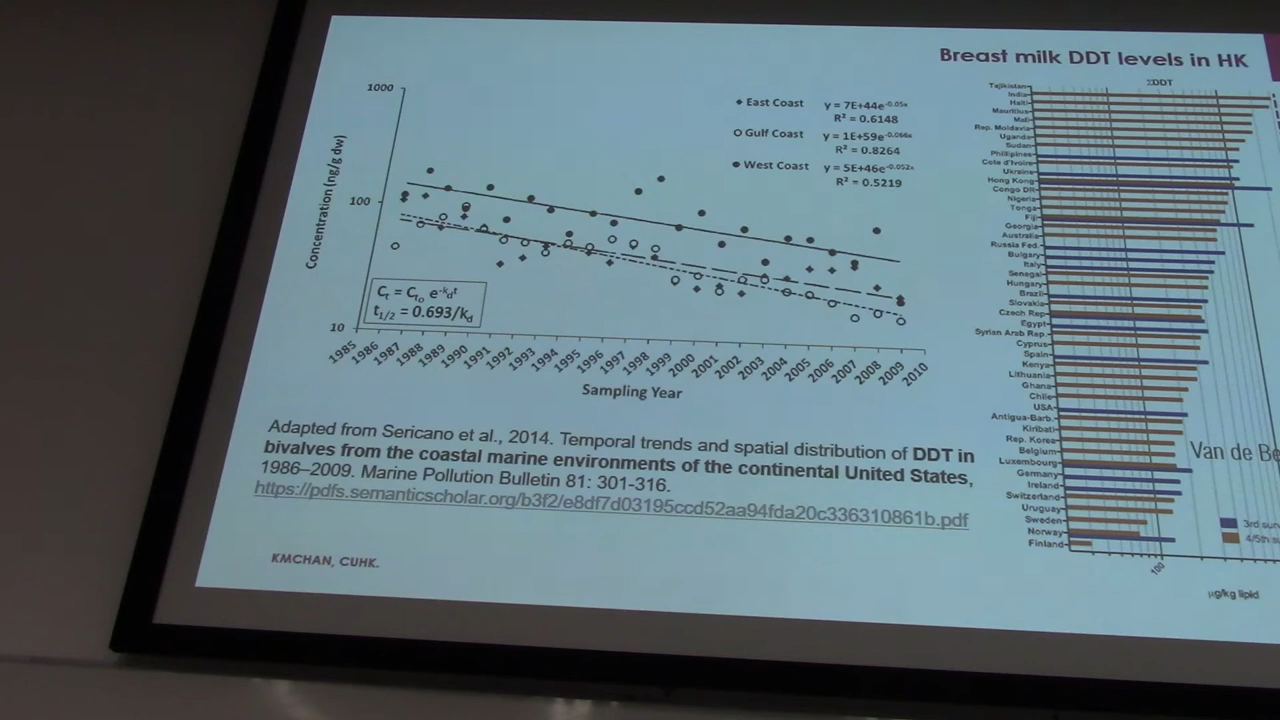 Breast milk DDT levels in HK
1000
100
10
Concentration (ng/g dw)
East Coast y = 7E+44e-0.05x
R² = 0.6148
Gulf Coast y = 1E+59e-0.066x
R² = 0.8264
West Coast y = 5E+46e-0.052x
R² = 0.5219
t1/2 = 0.693/kd
1985 1986 1987 1988 1989 1990 1991 1992 1993 1994 1995 1996 1997 1998 1999 2000 2001 2002 2003 2004 2005 2006 2007 2008 2009 2010
Sampling Year
Adapted from Sericano et al., 2014. Temporal trends and spatial distribution of DDT in
bivalves from the coastal marine environments of the continental United States,
1986–2009. Marine Pollution Bulletin 81: 301-316.
https://pdfs.semanticscholar.org/b3f2/e8df7d03195ccd52aa94fda20c336310861b.pdf
KMCHAN, CUHK.
ΣDDT
Tajikistan
India
Haiti
Mauritius
Mali
Rep. Moldavia
Uganda
Sudan
Phillipines
Cote d'Ivoire
Ukraine
Hong Kong
Congo DR
Nigeria
Tonga
Fiji
Georgia
Australia
Russia Fed.
Bulgary
Italy
Senegal
Hungary
Brazil
Slovakia
Czech Rep
Egypt
Syrian Arab Rep.
Cyprus
Spain
Kenya
Lithuania
Ghana
Chile
USA
Antigua-Barb.
Kiribati
Rep. Korea
Belgium
Luxembourg
Germany
Ireland
Switzerland
Uruguay
Sweden
Norway
Finland
Van de Be
3rd sur
4/5th s
100
µg/kg lipid